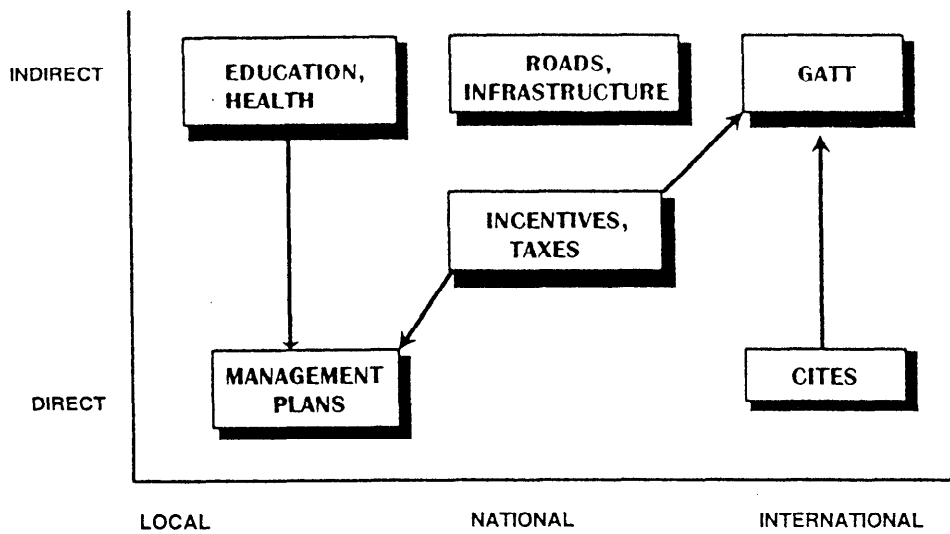 INDIRECT
EDUCATION,
HEALTH
ROADS,
INFRASTRUCTURE
GATT
INCENTIVES,
TAXES
DIRECT
MANAGEMENT
PLANS
CITES
LOCAL
NATIONAL
INTERNATIONAL